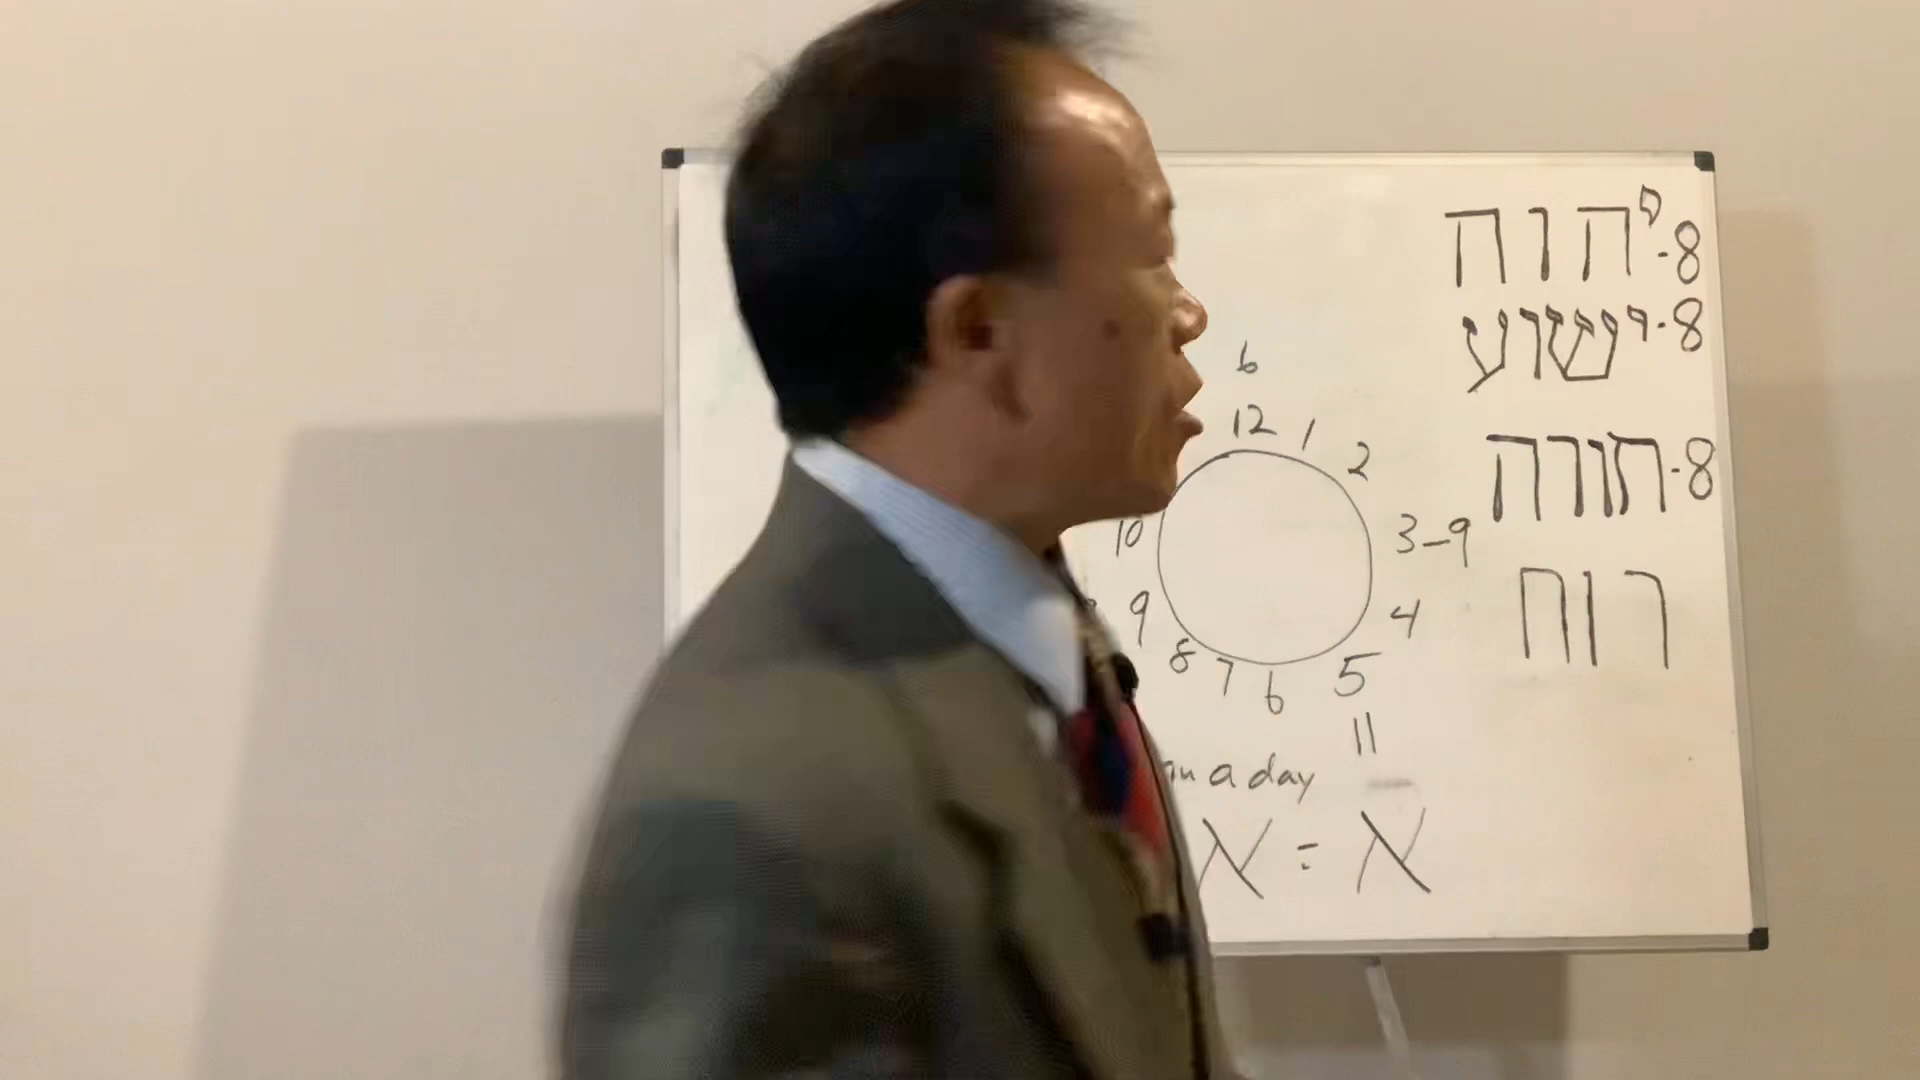 יהוה-8
ישוע-8
6
12 1 2
תורה-8
10 3-9
רוח
9 4
8 7 6 5
11
a day
א = א